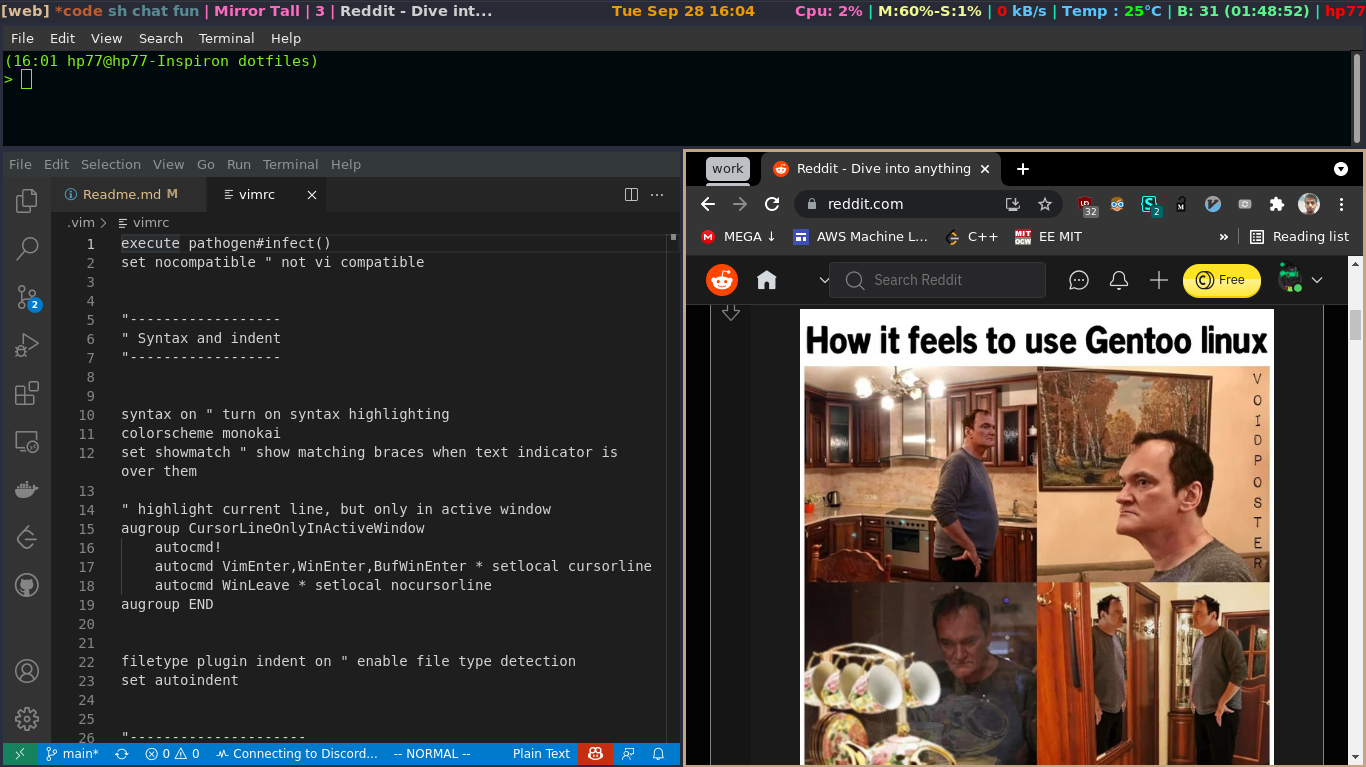 [web] *code sh chat fun | Mirror Tall | 3 | Reddit - Dive int...
Tue Sep 28 16:04
Cpu: 2% | M:60%-S:1% | 0 kB/s | Temp : 25°C | B: 31 (01:48:52) | hp77
File Edit View Search Terminal Help
(16:01 hp77@hp77-Inspiron dotfiles)
>
File Edit Selection View Go Run Terminal Help
Readme.md M
vimrc
.vim > vimrc
1 execute pathogen#infect()
2 set nocompatible " not vi compatible
3
4
5 "------------------
6 " Syntax and indent
7 "------------------
8
9
10 syntax on " turn on syntax highlighting
11 colorscheme monokai
12 set showmatch " show matching braces when text indicator is
over them
13
14 " highlight current line, but only in active window
15 augroup CursorLineOnlyInActiveWindow
16 autocmd!
17 autocmd VimEnter,WinEnter,BufWinEnter * setlocal cursorline
18 autocmd WinLeave * setlocal nocursorline
19 augroup END
20
21
22 filetype plugin indent on " enable file type detection
23 set autoindent
24
25
26 "---------------------
2
main* 0 0 Connecting to Discord... -- NORMAL -- Plain Text
work
Reddit - Dive into anything
reddit.com
32
2
MEGA ↓ AWS Machine L... C++ MIT OCW EE MIT » Reading list
Search Reddit
Free
How it feels to use Gentoo linux
VOIDPOSTER